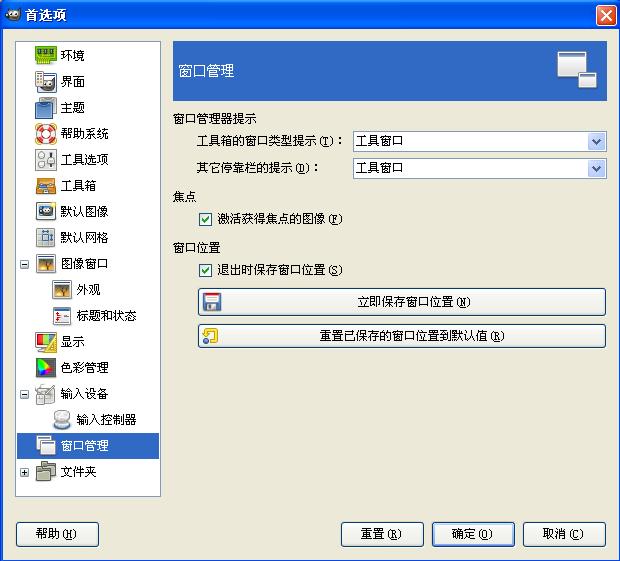 首选项
环境
界面
主题
帮助系统
工具选项
工具箱
默认图像
默认网格
图像窗口
外观
标题和状态
显示
色彩管理
输入设备
输入控制器
窗口管理
文件夹
窗口管理
窗口管理器提示
工具箱的窗口类型提示(T): 工具窗口
其它停靠栏的提示(D): 工具窗口
焦点
激活获得焦点的图像(F)
窗口位置
退出时保存窗口位置(S)
立即保存窗口位置(N)
重置已保存的窗口位置到默认值(R)
帮助(H) 重置(R) 确定(O) 取消(C)